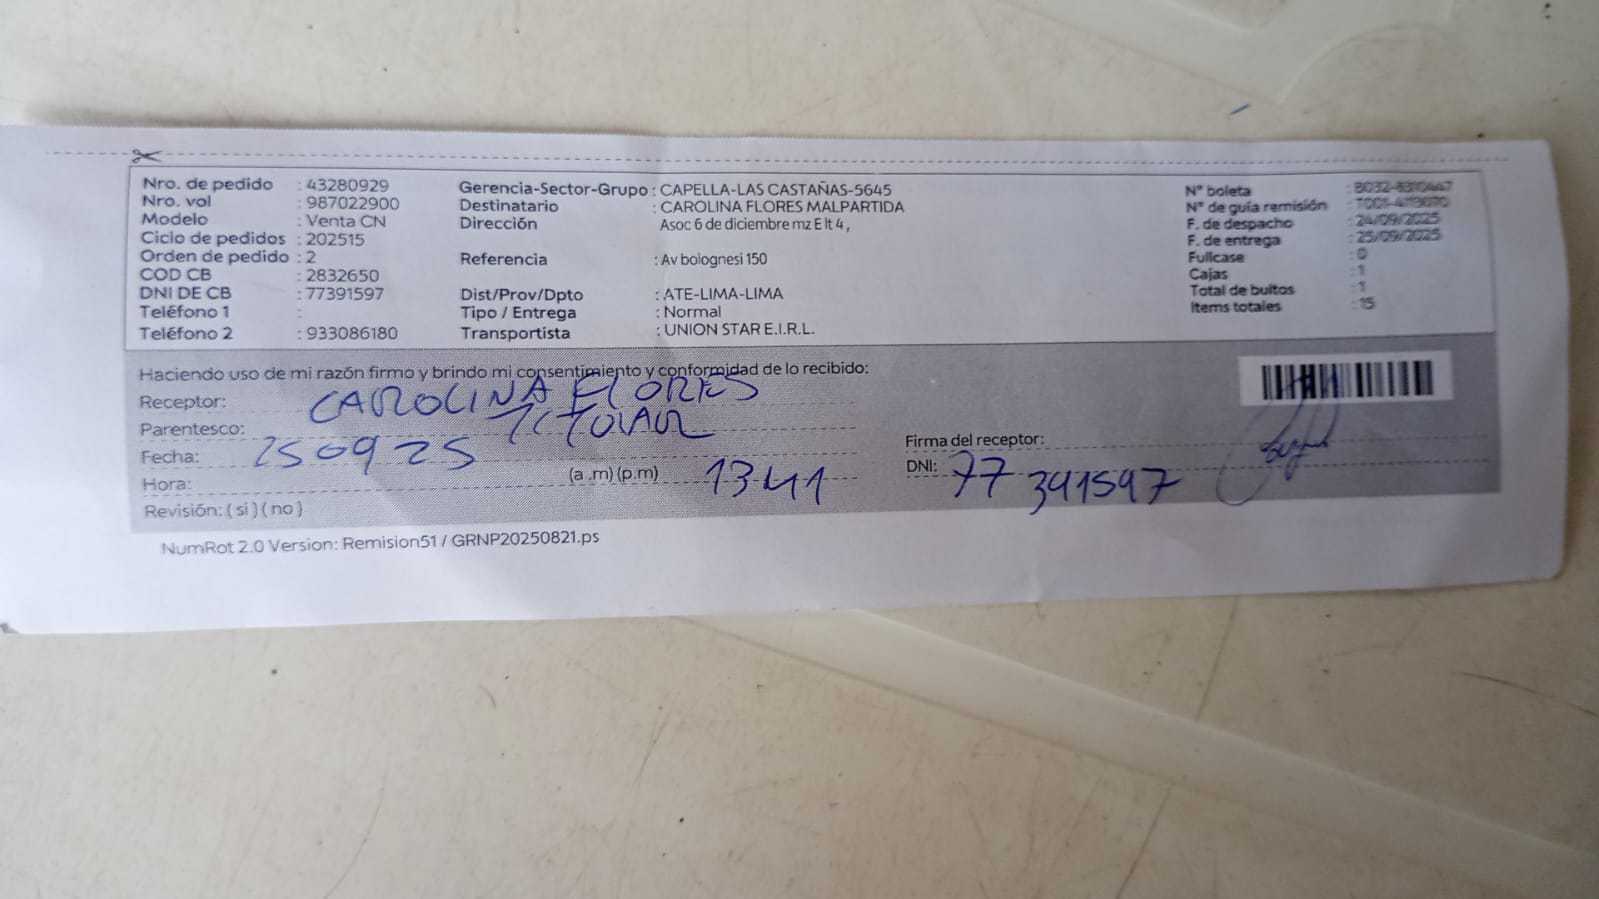 Nro. de pedido : 43280929
Nro. vol : 987022900
Modelo : Venta CN
Ciclo de pedidos : 202515
Orden de pedido : 2
COD CB : 2832650
DNI DE CB : 77391597
Teléfono 1 :
Teléfono 2 : 933086180
Gerencia-Sector-Grupo : CAPELLA-LAS CASTAÑAS-5645
Destinatario : CAROLINA FLORES MALPARTIDA
Dirección Asoc 6 de diciembre mz E lt 4 ,
Referencia : Av bolognesi 150
Dist/Prov/Dpto : ATE-LIMA-LIMA
Tipo / Entrega : Normal
Transportista : UNION STAR E.I.R.L.
N° boleta :
N° de guía remisión :
F. de despacho : 24/09/2025
F. de entrega : 25/09/2025
Fullcase : 0
Cajas : 1
Total de bultos : 1
Items totales : 15
Haciendo uso de mi razón firmo y brindo mi consentimiento y conformidad de lo recibido:
Receptor: CAROLINA FLORES
Parentesco: TITULAR
Fecha: 250925
Hora: (a .m) (p.m) 1341
Revisión: ( si ) ( no )
Firma del receptor:
DNI: 77391597
NumRot 2.0 Version: Remision51 / GRNP20250821.ps